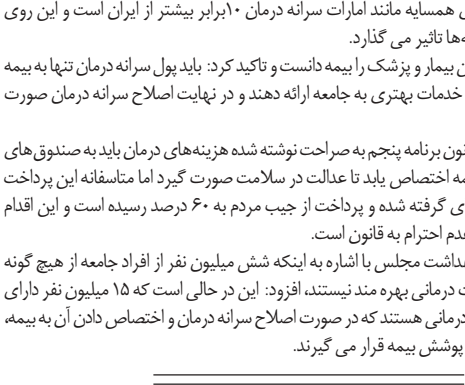 همسایه مانند امارات سرانه درمان ۱۰برابر بیشتر از ایران است و این روی
تاثیر می گذارد.
بیمار و پزشک را بیمه دانست و تاکید کرد: باید پول سرانه درمان تنها به بیمه
خدمات بهتری به جامعه ارائه دهند و در نهایت اصلاح سرانه درمان صورت
برنامه پنجم به صراحت نوشته شده هزینه‌های درمان باید به صندوق های
اختصاص یابد تا عدالت در سلامت صورت گیرد اما متاسفانه این پرداخت
گرفته شده و پرداخت از جیب مردم به ۶۰ درصد رسیده است و این اقدام
احترام به قانون است.
مجلس با اشاره به اینکه شش میلیون نفر از افراد جامعه از هیچ گونه
درمانی بهره مند نیستند، افزود: این در حالی است که ۱۵ میلیون نفر دارای
درمانی هستند که در صورت اصلاح سرانه درمان و اختصاص دادن آن به بیمه،
پوشش بیمه قرار می گیرند.